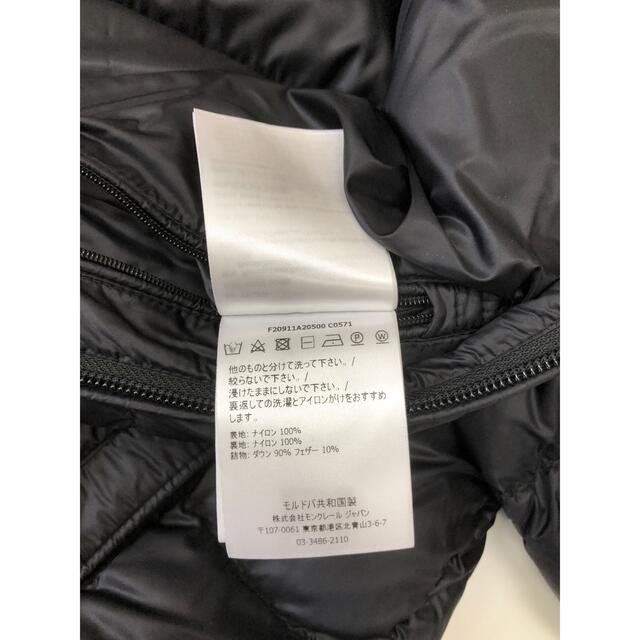 F20911A20500 C0571
他のものと分けて洗って下さい。/
絞らないで下さい。/
浸けたままにしないで下さい。/
裏返しての洗濯とアイロンがけをおすすめ
します。
表地: ナイロン 100%
裏地: ナイロン 100%
詰物: ダウン 90% フェザー 10%
モルドバ共和国製
株式会社モンクレール ジャパン
〒107-0061 東京都港区北青山3-6-7
03-3486-2110